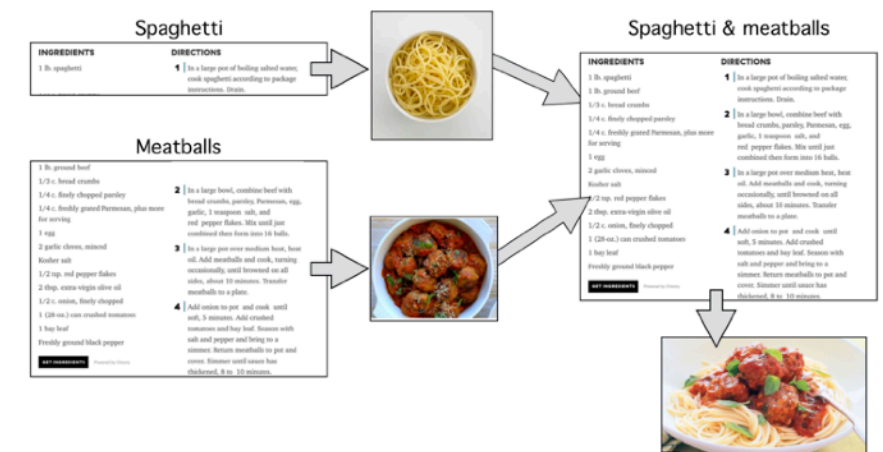 Spaghetti
INGREDIENTS
1 lb. spaghetti
DIRECTIONS
1 In a large pot of boiling salted water,
cook spaghetti according to package
instructions. Drain.
Meatballs
1 lb. ground beef
1/3 c. bread crumbs
1/4 c. finely chopped parsley
1/4 c. freshly grated Parmesan, plus more
for serving
1 egg
2 garlic cloves, minced
Kosher salt
1/2 tsp. red pepper flakes
2 tbsp. extra-virgin olive oil
1/2 c. onion, finely chopped
1 (28-oz.) can crushed tomatoes
1 bay leaf
Freshly ground black pepper
GET INGREDIENTS Powered by Chicory
2 In a large bowl, combine beef with
bread crumbs, parsley, Parmesan, egg,
garlic, 1 teaspoon salt, and
red pepper flakes. Mix until just
combined then form into 16 balls.
3 In a large pot over medium heat, heat
oil. Add meatballs and cook, turning
occasionally, until browned on all
sides, about 10 minutes. Transfer
meatballs to a plate.
4 Add onion to pot and cook until
soft, 5 minutes. Add crushed
tomatoes and bay leaf. Season with
salt and pepper and bring to a
simmer. Return meatballs to pot and
cover. Simmer until sauce has
thickened, 8 to 10 minutes.
Spaghetti & meatballs
INGREDIENTS
1 lb. spaghetti
1 lb. ground beef
1/3 c. bread crumbs
1/4 c. finely chopped parsley
1/4 c. freshly grated Parmesan, plus more
for serving
1 egg
2 garlic cloves, minced
Kosher salt
1/2 tsp. red pepper flakes
2 tbsp. extra-virgin olive oil
1/2 c. onion, finely chopped
1 (28-oz.) can crushed tomatoes
1 bay leaf
Freshly ground black pepper
GET INGREDIENTS Powered by Chicory
DIRECTIONS
1 In a large pot of boiling salted water,
cook spaghetti according to package
instructions. Drain.
2 In a large bowl, combine beef with
bread crumbs, parsley, Parmesan, egg,
garlic, 1 teaspoon salt, and
red pepper flakes. Mix until just
combined then form into 16 balls.
3 In a large pot over medium heat, heat
oil. Add meatballs and cook, turning
occasionally, until browned on all
sides, about 10 minutes. Transfer
meatballs to a plate.
4 Add onion to pot and cook until
soft, 5 minutes. Add crushed
tomatoes and bay leaf. Season with
salt and pepper and bring to a
simmer. Return meatballs to pot and
cover. Simmer until sauce has
thickened, 8 to 10 minutes.